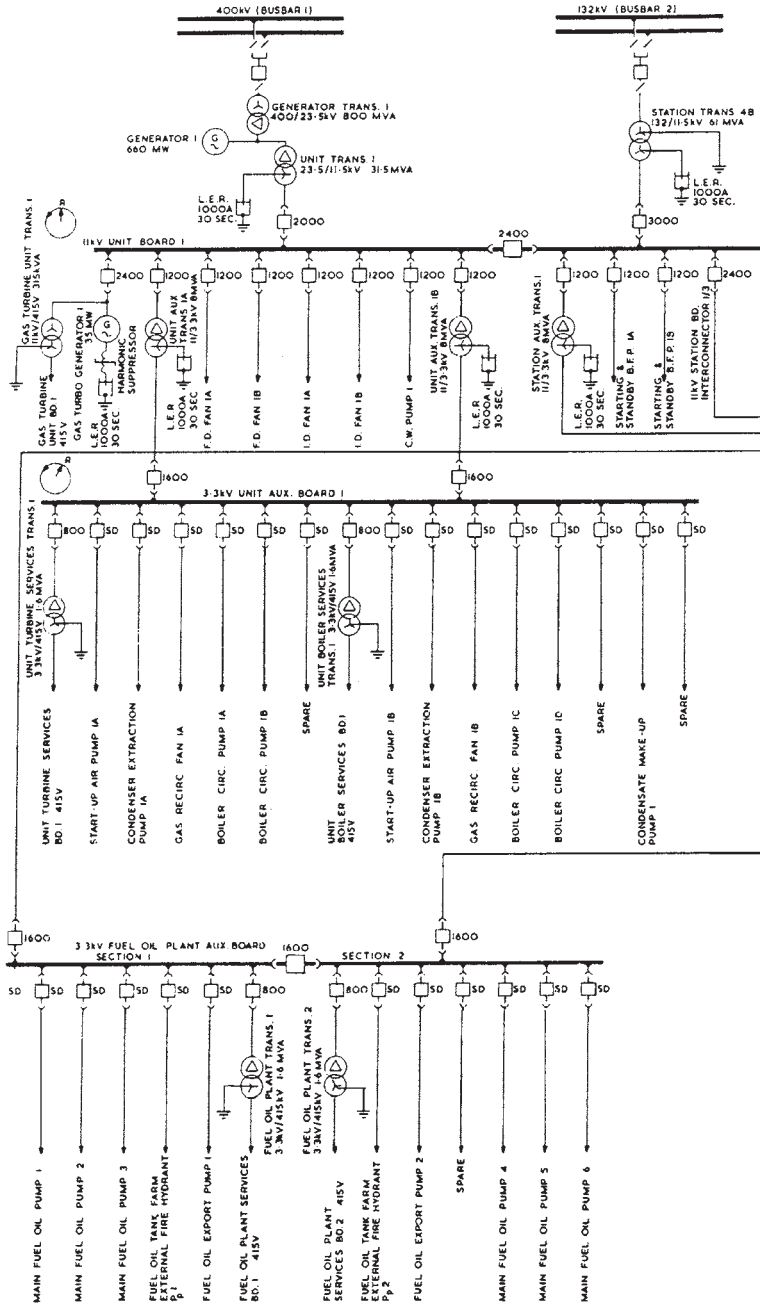 400kV (BUSBAR 1)
132kV (BUSBAR 2)
GENERATOR TRANS. 1
400/23·5kV 800 MVA
GENERATOR 1
660 MW
G
UNIT TRANS. 1
23·5/11·5kV 31·5MVA
L.E.R.
1000A
30 SEC.
2000
STATION TRANS 4B
132/11·5kV 61 MVA
L.E.R.
1000A
30 SEC.
3000
R
11kV UNIT BOARD 1
2400
2400
1200
1200
1200
1200
1200
1200
1200
1200
1200
1200
2400
GAS TURBINE UNIT TRANS. 1
11kV/415V 315kVA
GAS TURBINE
UNIT BD.1
415V
GAS TURBO GENERATOR 1
35 MW
G
HARMONIC
SUPPRESSOR
L.E.R
1000A
30 SEC
UNIT AUX
TRANS 1A
11/3·3kV 8MVA
L.E.R
1000A
30 SEC
F.D. FAN 1A
F.D. FAN 1B
I.D. FAN 1A
I.D. FAN 1B
C.W. PUMP 1
UNIT AUX. TRANS. 1B
11/3·3kV 8MVA
L.E.R
1000A
30 SEC
STATION AUX. TRANS. 1
11/3·3kV 8MVA
L.E.R.
1000A
30 SEC.
STARTING &
STANDBY B.F.P. 1A
STARTING &
STANDBY B.F.P. 1B
11kV STATION BD.
INTERCONNECTOR 1/3
R
1600
1600
3·3kV UNIT AUX. BOARD 1
800
SD
SD
SD
SD
SD
SD
800
SD
SD
SD
SD
SD
SD
SD
SD
UNIT TURBINE SERVICES TRANS. 1
3·3kV/415V 1·6 MVA
UNIT BOILER SERVICES
TRANS. 1 3·3kV/415V 1·6MVA
UNIT TURBINE SERVICES
BD. 1 415V
START-UP AIR PUMP 1A
CONDENSER EXTRACTION
PUMP 1A
GAS RECIRC FAN 1A
BOILER CIRC. PUMP 1A
BOILER CIRC. PUMP 1B
SPARE
UNIT
BOILER SERVICES BD.1
415V
START-UP AIR PUMP 1B
CONDENSER EXTRACTION
PUMP 1B
GAS RECIRC FAN 1B
BOILER CIRC PUMP 1C
BOILER CIRC PUMP 1D
SPARE
CONDENSATE MAKE-UP
PUMP 1
SPARE
1600
1600
3·3kV FUEL OIL PLANT AUX. BOARD
SECTION 1
1600
SECTION 2
SD
SD
SD
SD
SD
SD
800
800
SD
SD
SD
SD
SD
SD
FUEL OIL PLANT TRANS. 1
3·3kV/415kV 1·6 MVA
FUEL OIL PLANT TRANS. 2
3·3kV/415kV 1·6 MVA
MAIN FUEL OIL PUMP 1
MAIN FUEL OIL PUMP 2
MAIN FUEL OIL PUMP 3
FUEL OIL TANK FARM
EXTERNAL FIRE HYDRANT
Pp 1
FUEL OIL EXPORT PUMP 1
FUEL OIL PLANT SERVICES
BD. 1 415V
FUEL OIL PLANT
SERVICES BD. 2 415V
FUEL OIL TANK FARM
EXTERNAL FIRE HYDRANT
Pp 2
FUEL OIL EXPORT PUMP 2
SPARE
MAIN FUEL OIL PUMP 4
MAIN FUEL OIL PUMP 5
MAIN FUEL OIL PUMP 6